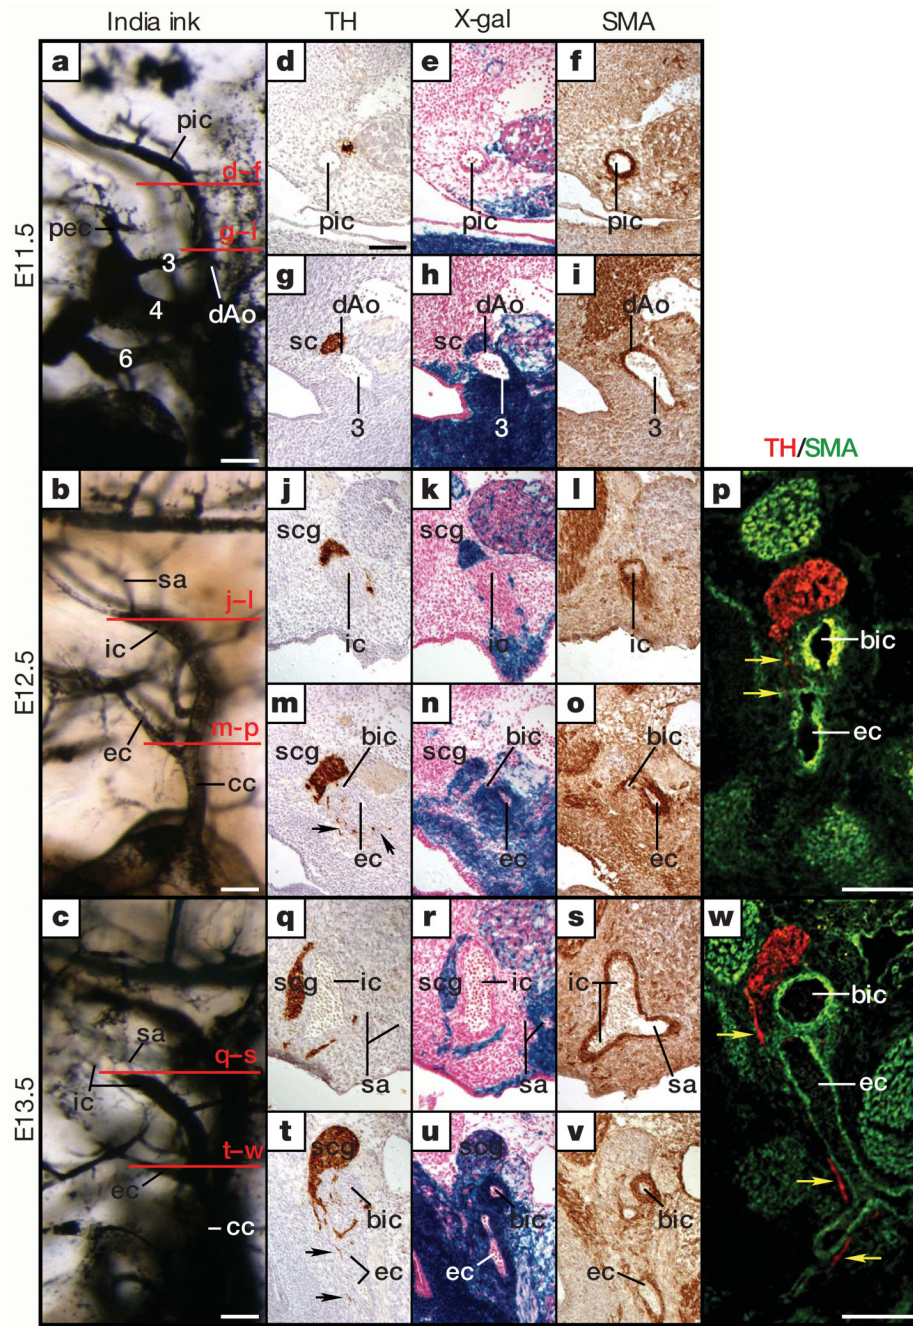 India ink TH X-gal SMA
E11.5
a
pic
d–f
pec
g–i
3
4
dAo
6
d
pic
e
pic
f
pic
g
dAo
sc
3
h
dAo
sc
3
i
dAo
3
TH/SMA
E12.5
b
sa
j–l
ic
m-p
ec
cc
j
scg
ic
k
scg
ic
l
ic
m
scg
bic
ec
n
scg
bic
ec
o
bic
ec
p
bic
ec
E13.5
c
sa
q–s
ic
t–w
ec
cc
q
scg
ic
sa
r
scg
ic
sa
s
ic
sa
t
scg
bic
ec
u
scg
bic
ec
v
bic
ec
w
bic
ec